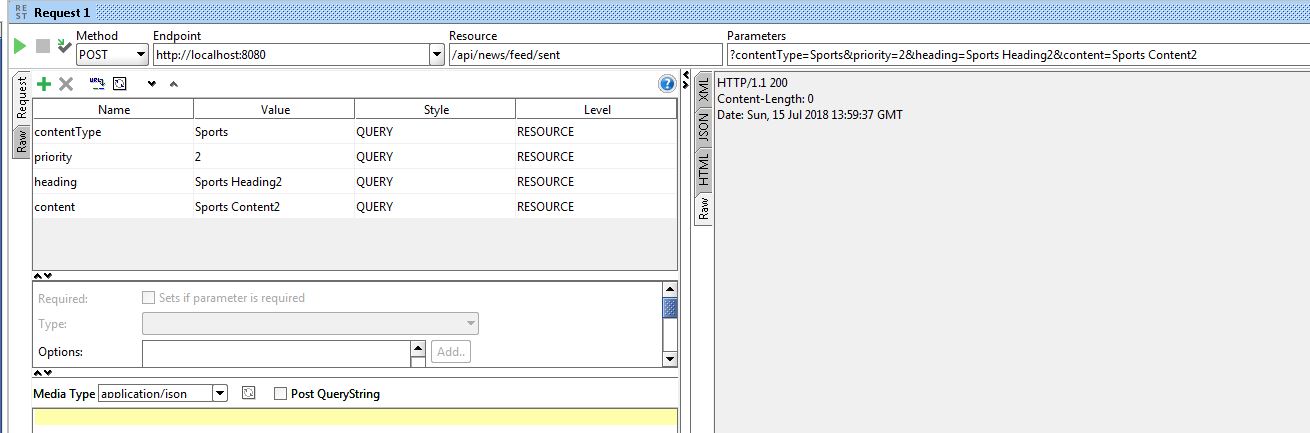 RE
ST
Request 1
Method
Endpoint
Resource
Parameters
POST
http://localhost:8080
/api/news/feed/sent
?contentType=Sports&priority=2&heading=Sports Heading2&content=Sports Content2
Request
Raw
Name Value Style Level
contentType Sports QUERY RESOURCE
priority 2 QUERY RESOURCE
heading Sports Heading2 QUERY RESOURCE
content Sports Content2 QUERY RESOURCE
Required: Sets if parameter is required
Type:
Options: Add..
Media Type application/json Post QueryString
XML
JSON
HTML
Raw
HTTP/1.1 200
Content-Length: 0
Date: Sun, 15 Jul 2018 13:59:37 GMT